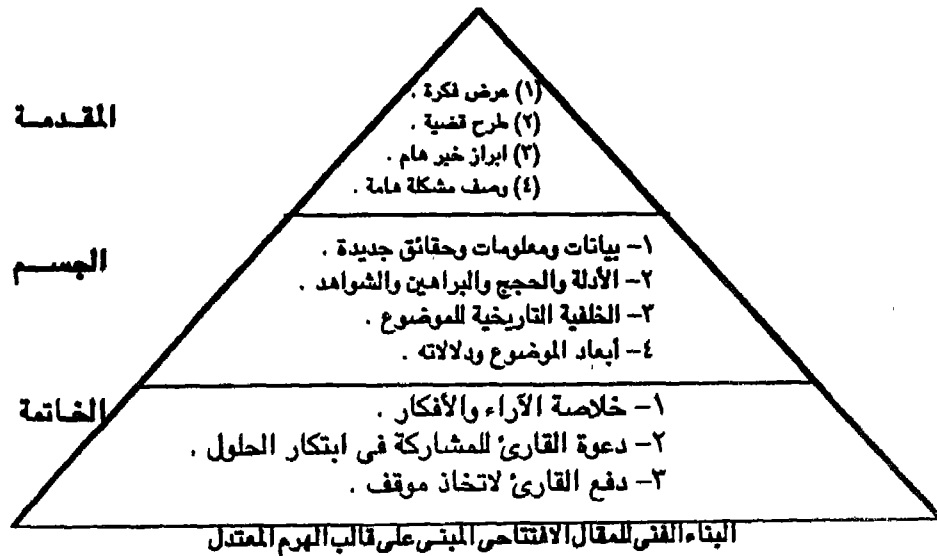 المقدمة
(١) عرض فكرة .
(٢) طرح قضية .
(٣) ابراز خبر هام .
(٤) وصف مشكلة هامة .
الجسم
١- بيانات ومعلومات وحقائق جديدة .
٢- الأدلة والحجج والبراهين والشواهد .
٣- الخلفية التاريخية للموضوع .
٤- أبعاد الموضوع ودلالاته .
الخاتمة
١- خلاصة الآراء والأفكار .
٢- دعوة القارئ للمشاركة فى ابتكار الحلول .
٣- دفع القارئ لاتخاذ موقف .
البناء الفنى للمقال الافتتاحى المبنى على قالب الهرم المعتدل